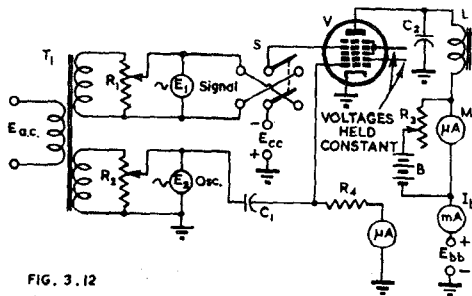 T1
Ea.c.
R1
E1
Signal
S
Ecc
V
C2
L
VOLTAGES
HELD
CONSTANT
R3
M
μA
B
R2
E2
Osc.
C1
R4
μA
Ib
mA
Ebb
FIG. 3.12